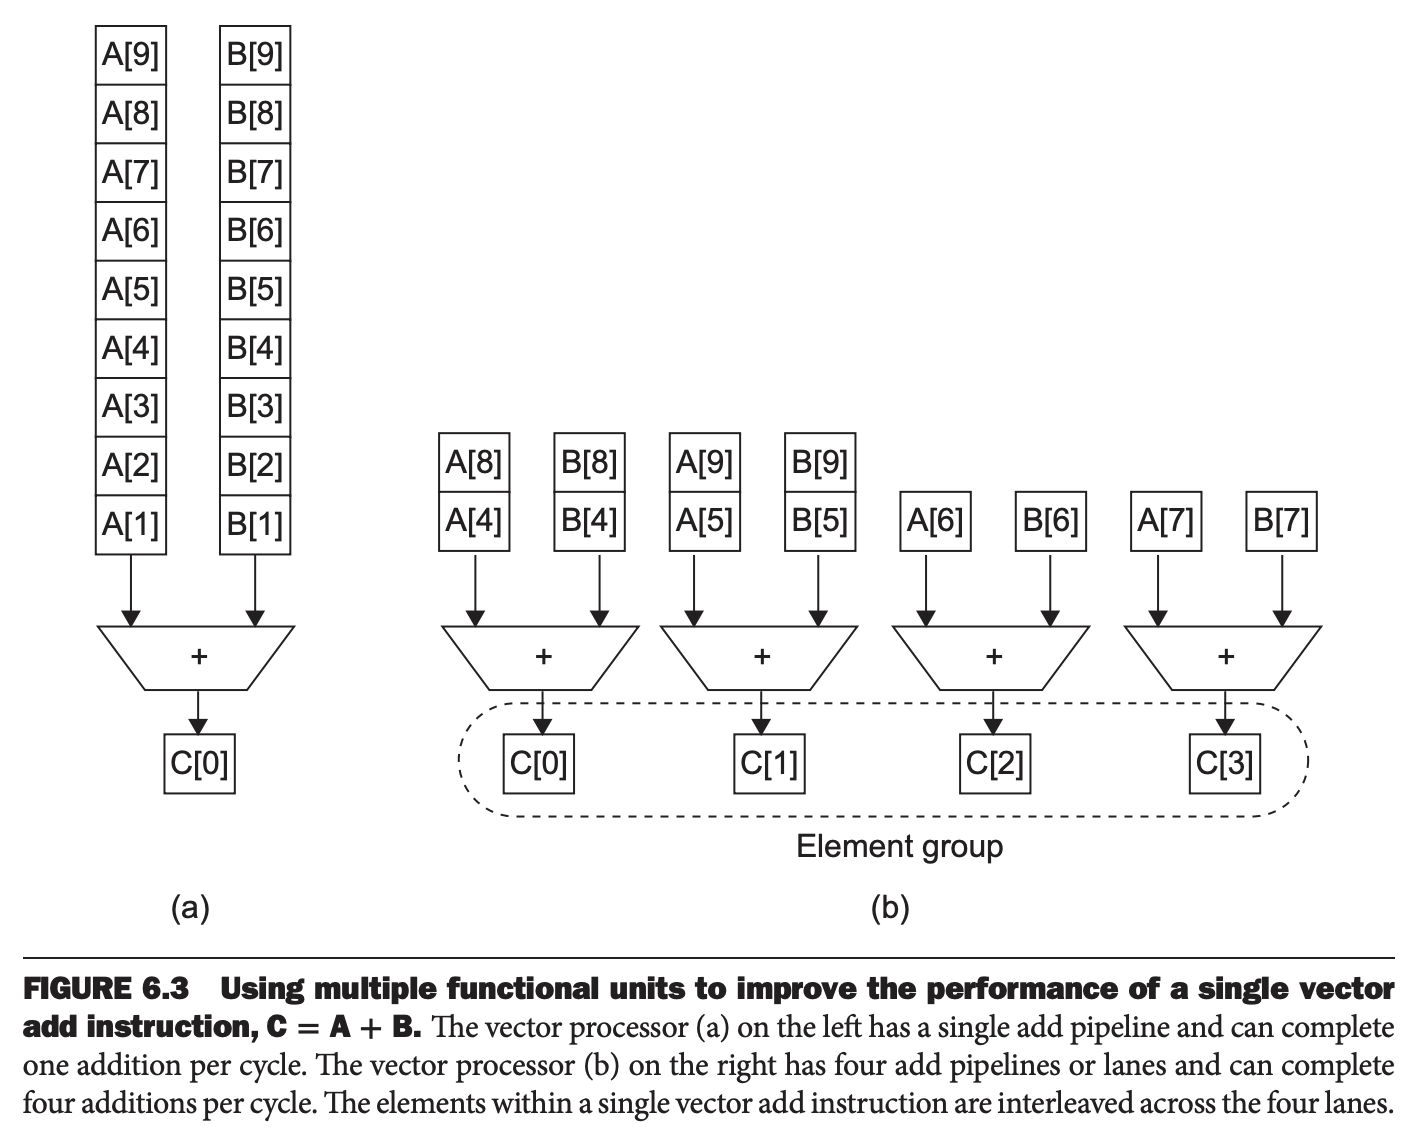 A[9] B[9]
A[8] B[8]
A[7] B[7]
A[6] B[6]
A[5] B[5]
A[4] B[4]
A[3] B[3]
A[2] B[2]
A[1] B[1]
+
C[0]
(a)
A[8] B[8] A[9] B[9]
A[4] B[4] A[5] B[5] A[6] B[6] A[7] B[7]
+ + + +
C[0] C[1] C[2] C[3]
Element group
(b)
FIGURE 6.3 Using multiple functional units to improve the performance of a single vector
add instruction, C = A + B. The vector processor (a) on the left has a single add pipeline and can complete
one addition per cycle. The vector processor (b) on the right has four add pipelines or lanes and can complete
four additions per cycle. The elements within a single vector add instruction are interleaved across the four lanes.